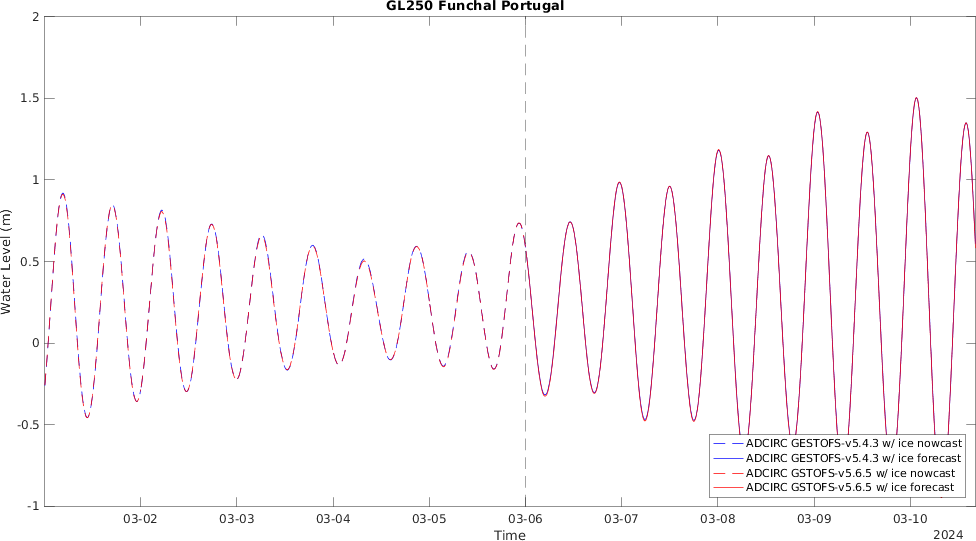 GL250 Funchal Portugal
Water Level (m)
2
1.5
1
0.5
0
-0.5
-1
ADCIRC GESTOFS-v5.4.3 w/ ice nowcast
ADCIRC GESTOFS-v5.4.3 w/ ice forecast
ADCIRC GSTOFS-v5.6.5 w/ ice nowcast
ADCIRC GSTOFS-v5.6.5 w/ ice forecast
03-02 03-03 03-04 03-05 03-06 03-07 03-08 03-09 03-10
Time
2024